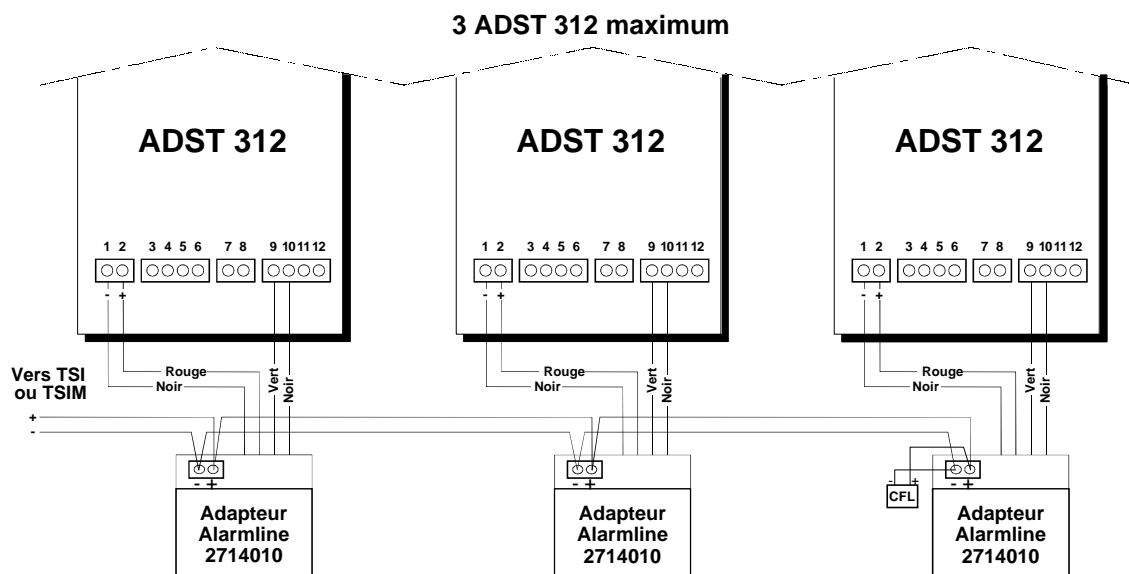 3 ADST 312 maximum
ADST 312 ADST 312 ADST 312
1 2 3 4 5 6 7 8 9 10 11 12 1 2 3 4 5 6 7 8 9 10 11 12 1 2 3 4 5 6 7 8 9 10 11 12
- + - + - +
Vers TSI
ou TSIM
Rouge Vert Noir Rouge Vert Noir Rouge Vert Noir
Noir Noir Noir
+
-
- +
CFL
- + - + - +
Adapteur Adapteur Adapteur
Alarmline Alarmline Alarmline
2714010 2714010 2714010